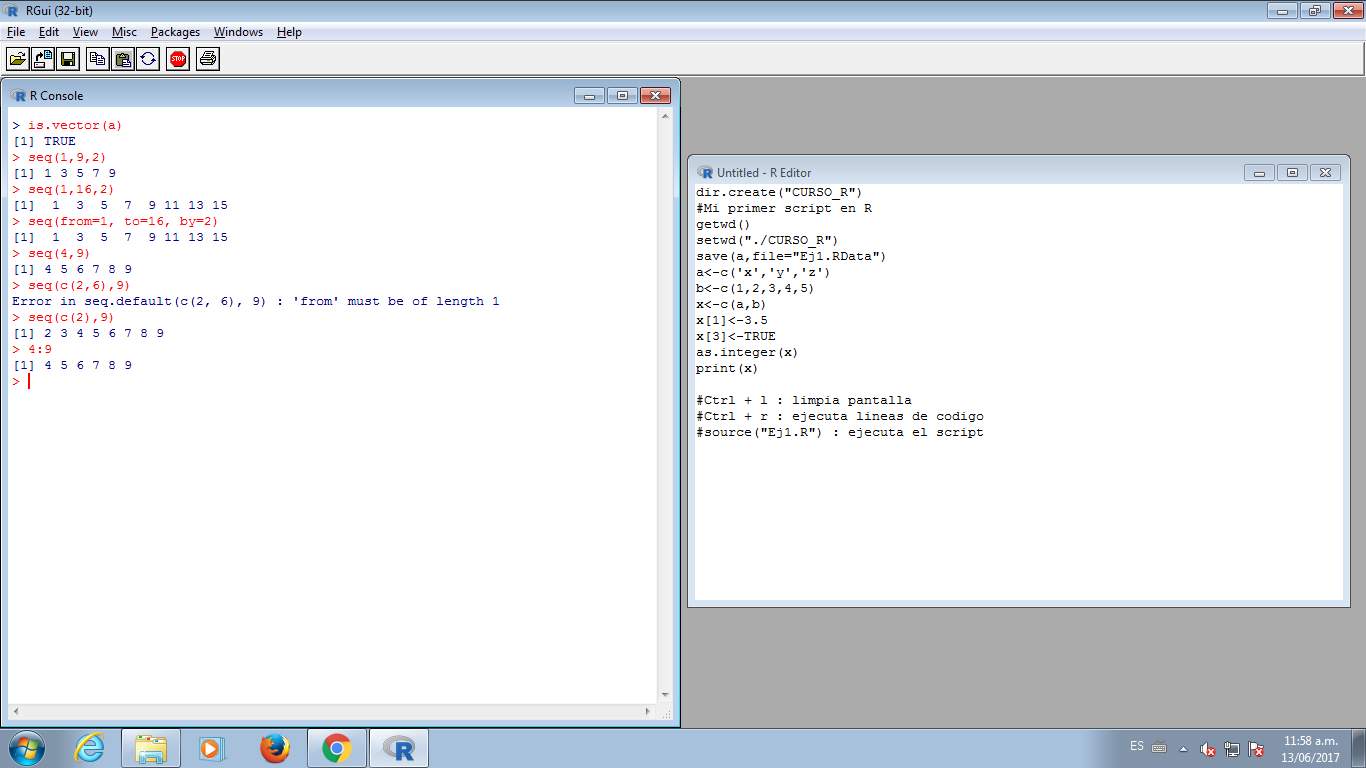 RGui (32-bit)
File Edit View Misc Packages Windows Help
STOP
R Console
> is.vector(a)
[1] TRUE
> seq(1,9,2)
[1] 1 3 5 7 9
> seq(1,16,2)
[1]  1  3  5  7  9 11 13 15
> seq(from=1, to=16, by=2)
[1]  1  3  5  7  9 11 13 15
> seq(4,9)
[1] 4 5 6 7 8 9
> seq(c(2,6),9)
Error in seq.default(c(2, 6), 9) : 'from' must be of length 1
> seq(c(2),9)
[1] 2 3 4 5 6 7 8 9
> 4:9
[1] 4 5 6 7 8 9
>
Untitled - R Editor
dir.create("CURSO_R")
#Mi primer script en R
getwd()
setwd("./CURSO_R")
save(a,file="Ej1.RData")
a<-c('x','y','z')
b<-c(1,2,3,4,5)
x<-c(a,b)
x[1]<-3.5
x[3]<-TRUE
as.integer(x)
print(x)
#Ctrl + l : limpia pantalla
#Ctrl + r : ejecuta lineas de codigo
#source("Ej1.R") : ejecuta el script
ES
11:58 a.m.
13/06/2017